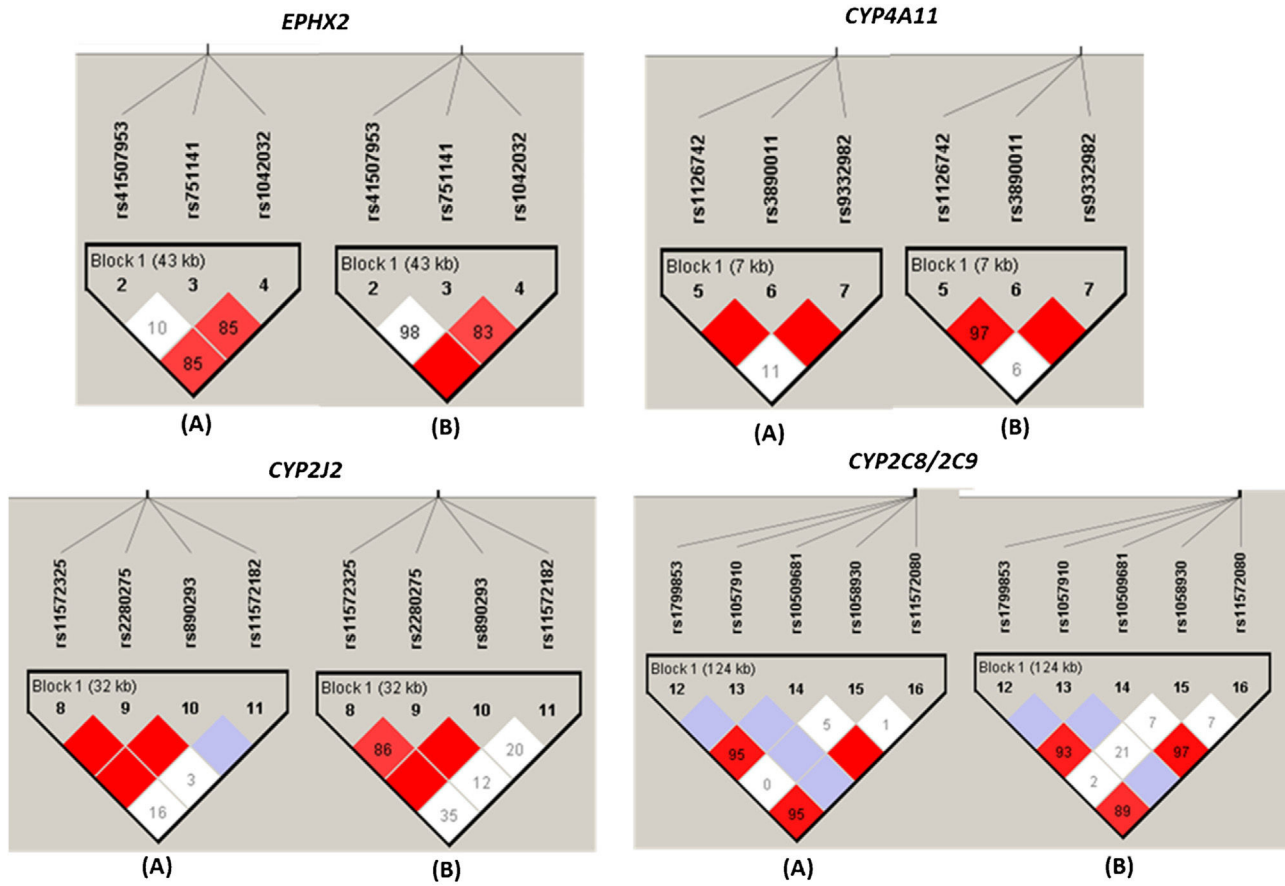 EPHX2
CYP4A11
rs41507953 rs751141 rs1042032
rs41507953 rs751141 rs1042032
rs1126742 rs3890011 rs9332982
rs1126742 rs3890011 rs9332982
Block 1 (43 kb)
2 3 4
10 85
85
(A)
Block 1 (43 kb)
2 3 4
98 83
(B)
Block 1 (7 kb)
5 6 7
11
(A)
Block 1 (7 kb)
5 6 7
97
6
(B)
CYP2J2
CYP2C8/2C9
rs11572325 rs2280275 rs890293 rs11572182
rs11572325 rs2280275 rs890293 rs11572182
rs1799853 rs1057910 rs10509681 rs1058930 rs11572080
rs1799853 rs1057910 rs10509681 rs1058930 rs11572080
Block 1 (32 kb)
8 9 10 11
3
16
(A)
Block 1 (32 kb)
8 9 10 11
86 20
12
35
(B)
Block 1 (124 kb)
12 13 14 15 16
5 1
95
0
95
(A)
Block 1 (124 kb)
12 13 14 15 16
7 7
93 21 97
2
89
(B)